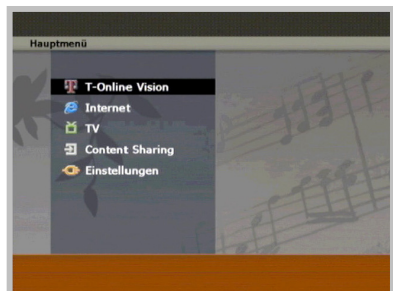 Hauptmenü
T-Online Vision
Internet
TV
Content Sharing
Einstellungen